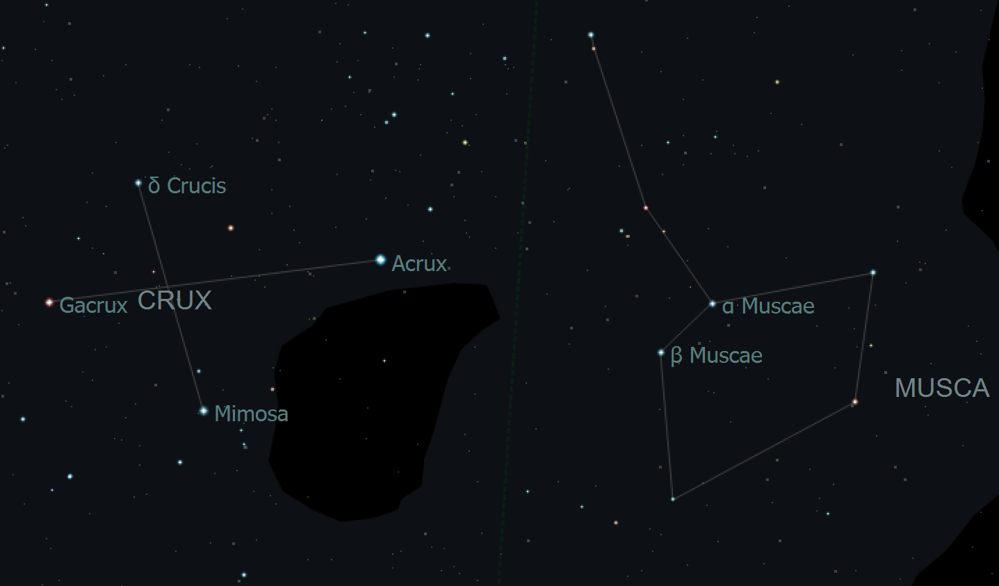 δ Crucis
Acrux
Gacrux
CRUX
α Muscae
β Muscae
MUSCA
Mimosa